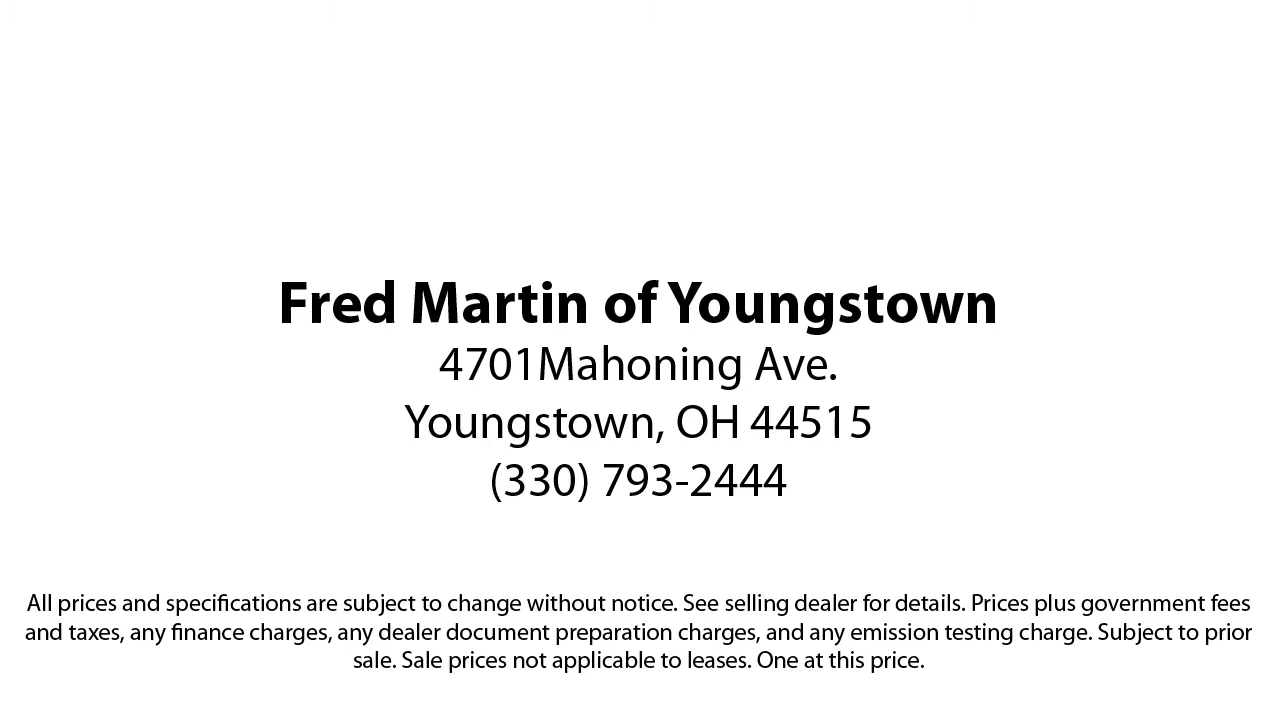 Fred Martin of Youngstown
4701Mahoning Ave.
Youngstown, OH 44515
(330) 793-2444
All prices and specifications are subject to change without notice. See selling dealer for details. Prices plus government fees
and taxes, any finance charges, any dealer document preparation charges, and any emission testing charge. Subject to prior
sale. Sale prices not applicable to leases. One at this price.